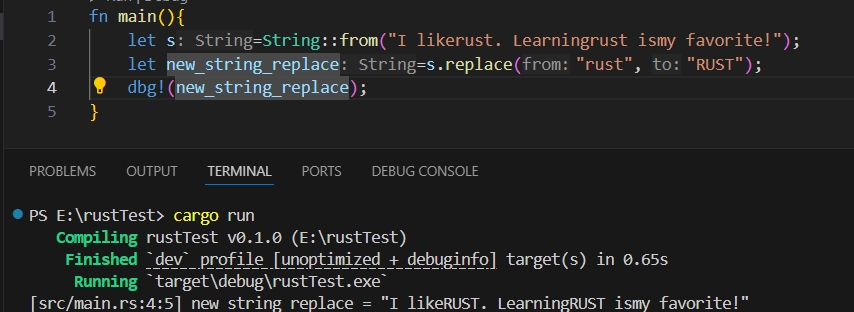 Run | Debug
1 fn main(){
2 let s: String=String::from("I likerust. Learningrust ismy favorite!");
3 let new_string_replace: String=s.replace(from: "rust", to: "RUST");
4 dbg!(new_string_replace);
5 }
PROBLEMS OUTPUT TERMINAL PORTS DEBUG CONSOLE
PS E:\rustTest> cargo run
Compiling rustTest v0.1.0 (E:\rustTest)
Finished `dev` profile [unoptimized + debuginfo] target(s) in 0.65s
Running `target\debug\rustTest.exe`
[src/main.rs:4:5] new_string_replace = "I likeRUST. LearningRUST ismy favorite!"